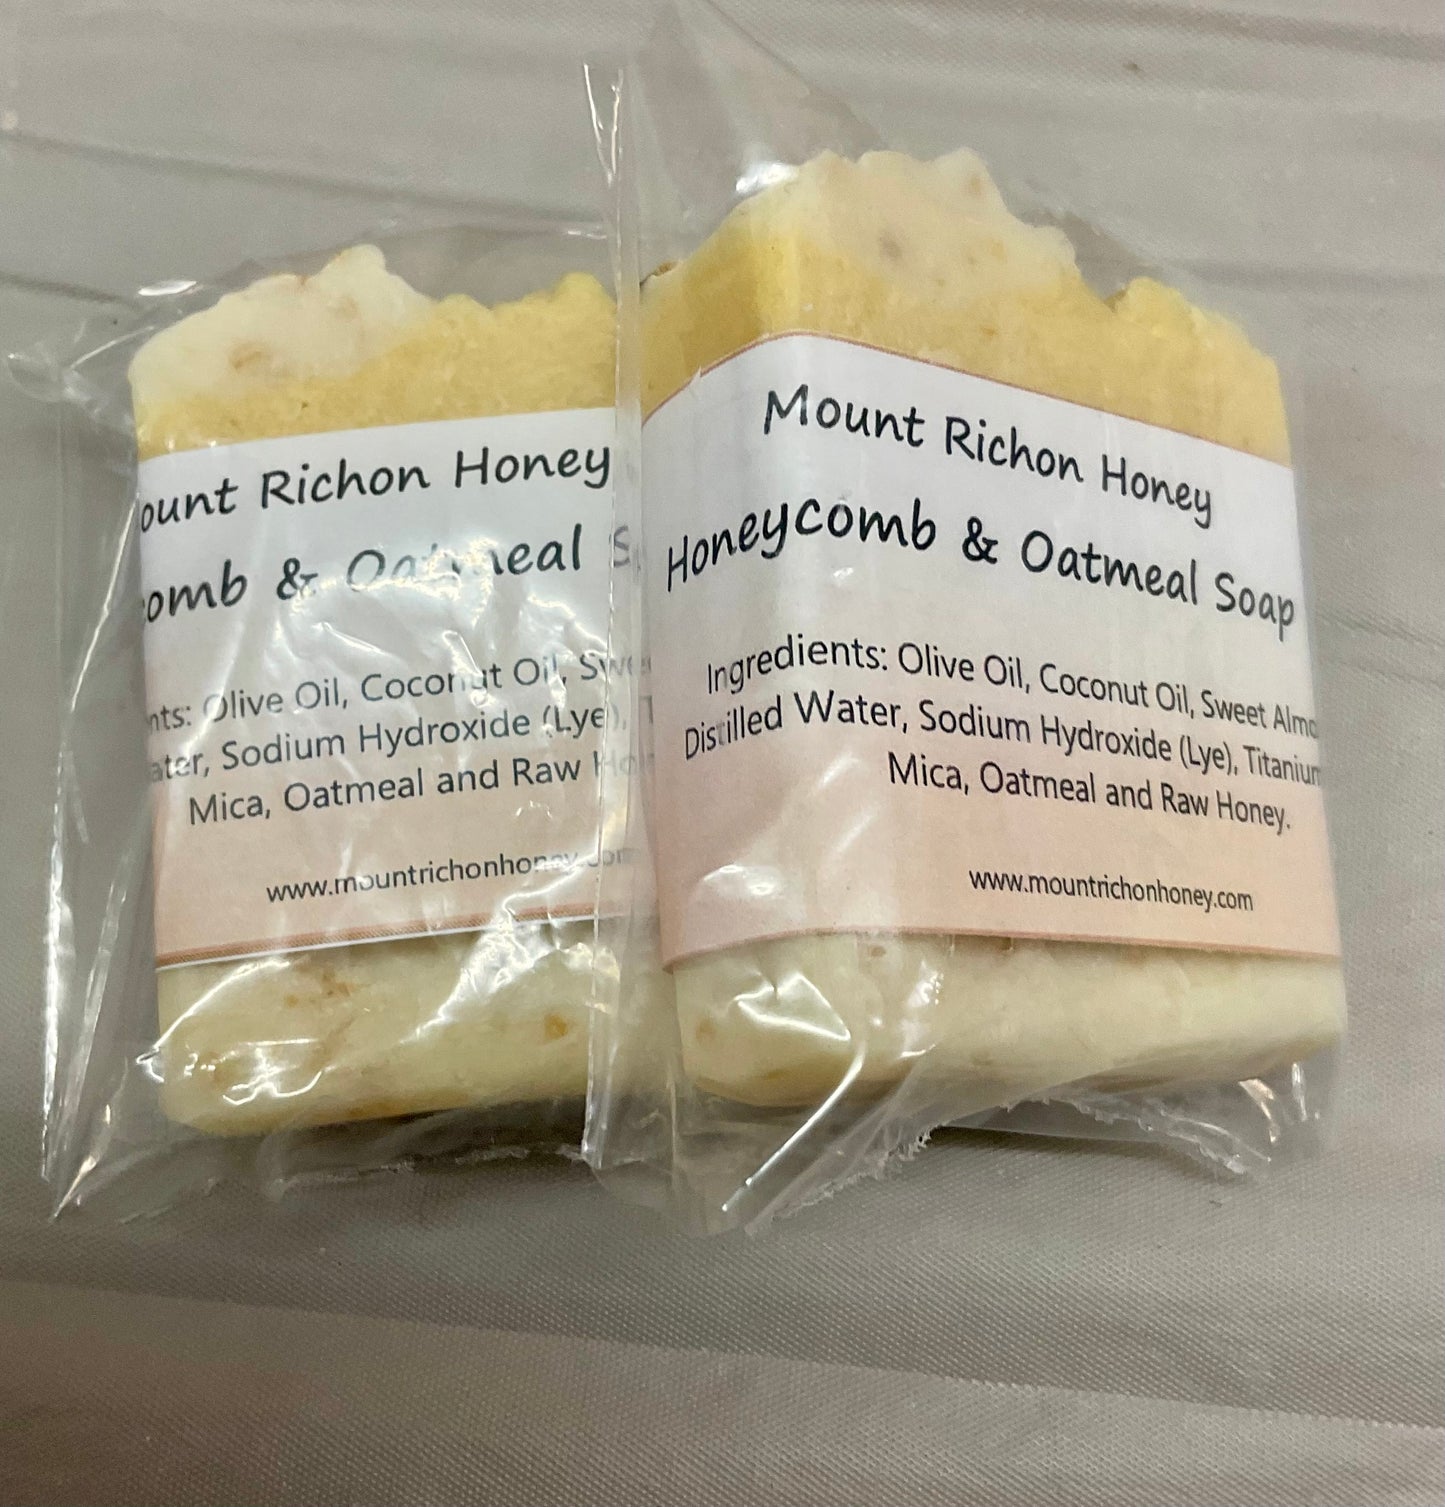 ount Richon Honey
omb & Oatmeal S
nts: Olive Oil, Coconut Oil, Swe
ater, Sodium Hydroxide (Lye), T
Mica, Oatmeal and Raw Ho
www.mountrichonhoney.com
Mount Richon Honey
Honeycomb & Oatmeal Soap
Ingredients: Olive Oil, Coconut Oil, Sweet Almo
Distilled Water, Sodium Hydroxide (Lye), Titanium
Mica, Oatmeal and Raw Honey.
www.mountrichonhoney.com